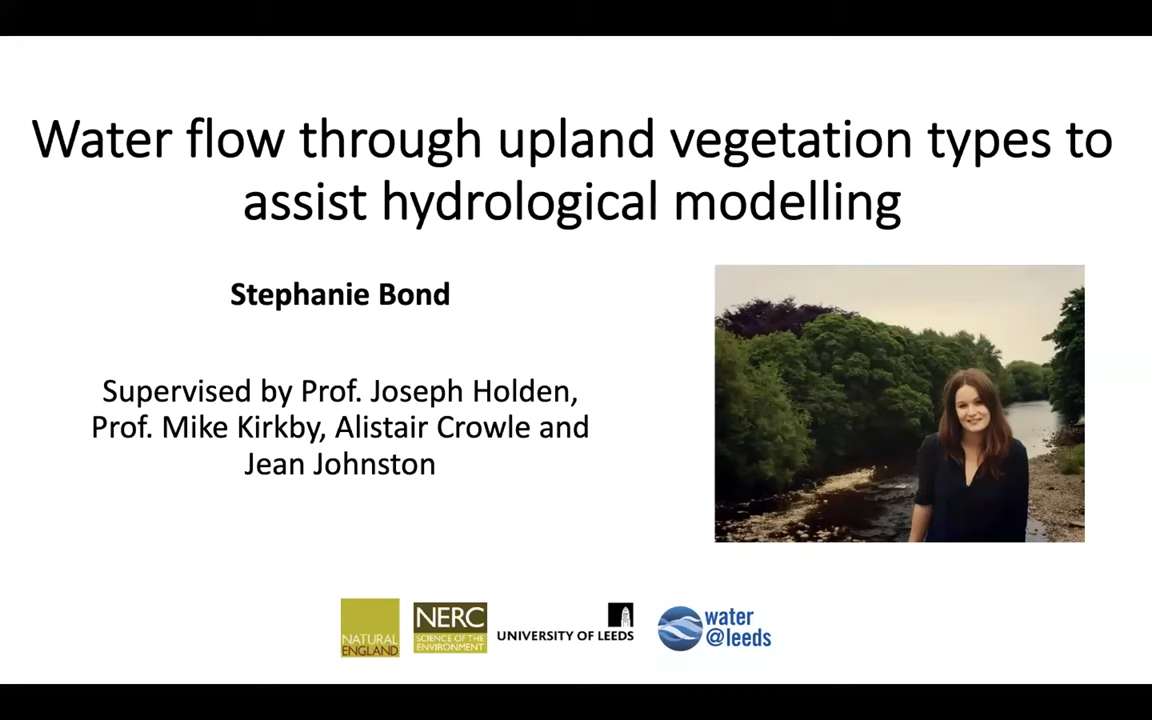 Water flow through upland vegetation types to
assist hydrological modelling
Stephanie Bond
Supervised by Prof. Joseph Holden,
Prof. Mike Kirkby, Alistair Crowle and
Jean Johnston
NATURAL
ENGLAND
NERC
SCIENCE OF THE
ENVIRONMENT
UNIVERSITY OF LEEDS
water
@leeds